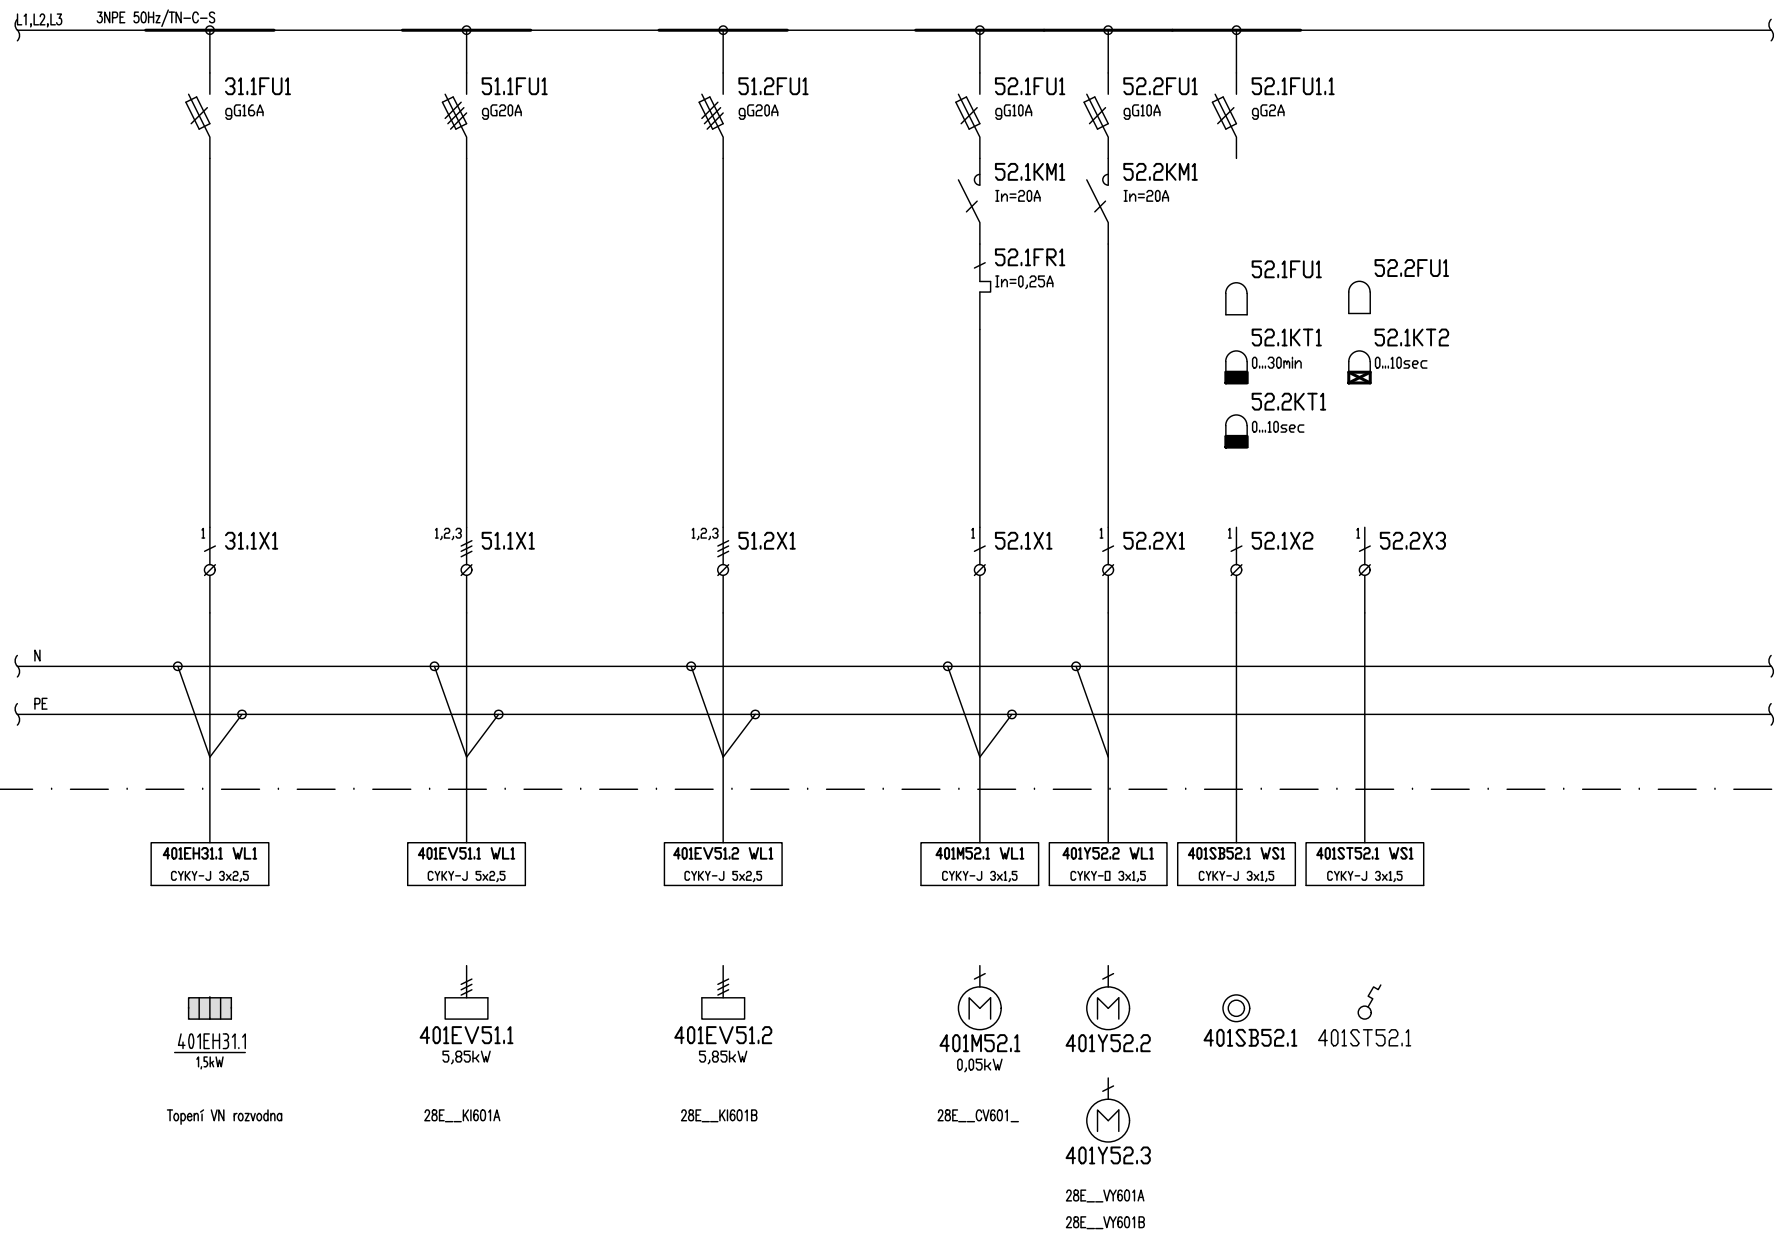 L1,L2,L3 3NPE 50Hz/TN-C-S
31.1FU1
gG16A
51.1FU1
gG20A
51.2FU1
gG20A
52.1FU1
gG10A
52.2FU1
gG10A
52.1FU1.1
gG2A
52.1KM1
In=20A
52.2KM1
In=20A
52.1FR1
In=0,25A
52.1FU1
52.2FU1
52.1KT1
0...30min
52.1KT2
0...10sec
52.2KT1
0...10sec
1 31.1X1
1,2,3 51.1X1
1,2,3 51.2X1
1 52.1X1
1 52.2X1
1 52.1X2
1 52.2X3
N
PE
401EH31.1 WL1
CYKY-J 3x2,5
401EV51.1 WL1
CYKY-J 5x2,5
401EV51.2 WL1
CYKY-J 5x2,5
401M52.1 WL1
CYKY-J 3x1,5
401Y52.2 WL1
CYKY-O 3x1,5
401SB52.1 WS1
CYKY-J 3x1,5
401ST52.1 WS1
CYKY-J 3x1,5
401EH31.1
1,5kW
401EV51.1
5,85kW
401EV51.2
5,85kW
M
401M52.1
0,05kW
M
401Y52.2
401SB52.1
401ST52.1
Topení VN rozvodna
28E__KI601A
28E__KI601B
28E__CV601_
M
401Y52.3
28E__VY601A
28E__VY601B